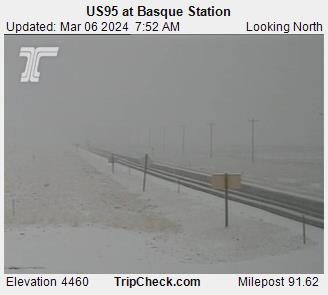 US95 at Basque Station
Updated: Mar 06 2024 7:52 AM Looking North
Elevation 4460 TripCheck.com Milepost 91.62